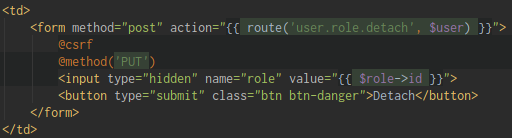 <td>
<form method="post" action="{{ route('user.role.detach', $user) }}">
@csrf
@method('PUT')
<input type="hidden" name="role" value="{{ $role->id }}">
<button type="submit" class="btn btn-danger">Detach</button>
</form>
</td>